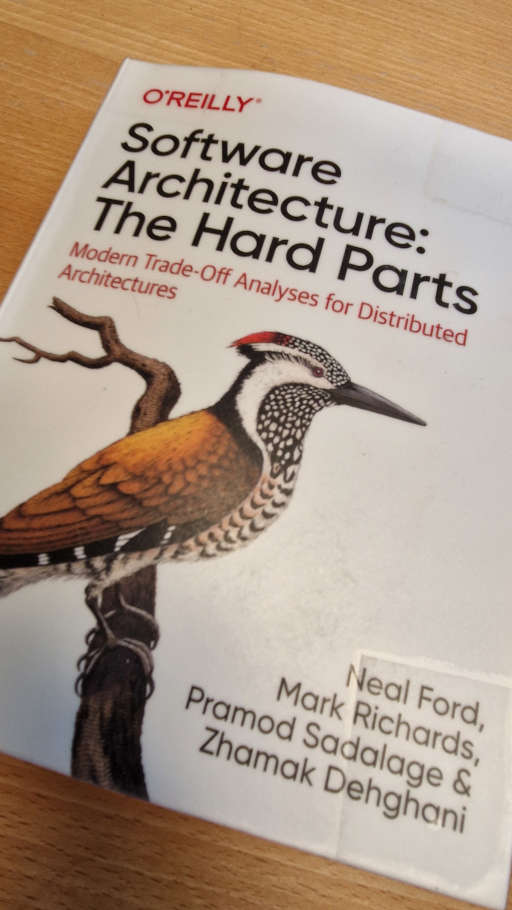 O'REILLY®
Software
Architecture:
The Hard Parts
Modern Trade-Off Analyses for Distributed
Architectures
Neal Ford,
Mark Richards,
Pramod Sadalage &
Zhamak Dehghani